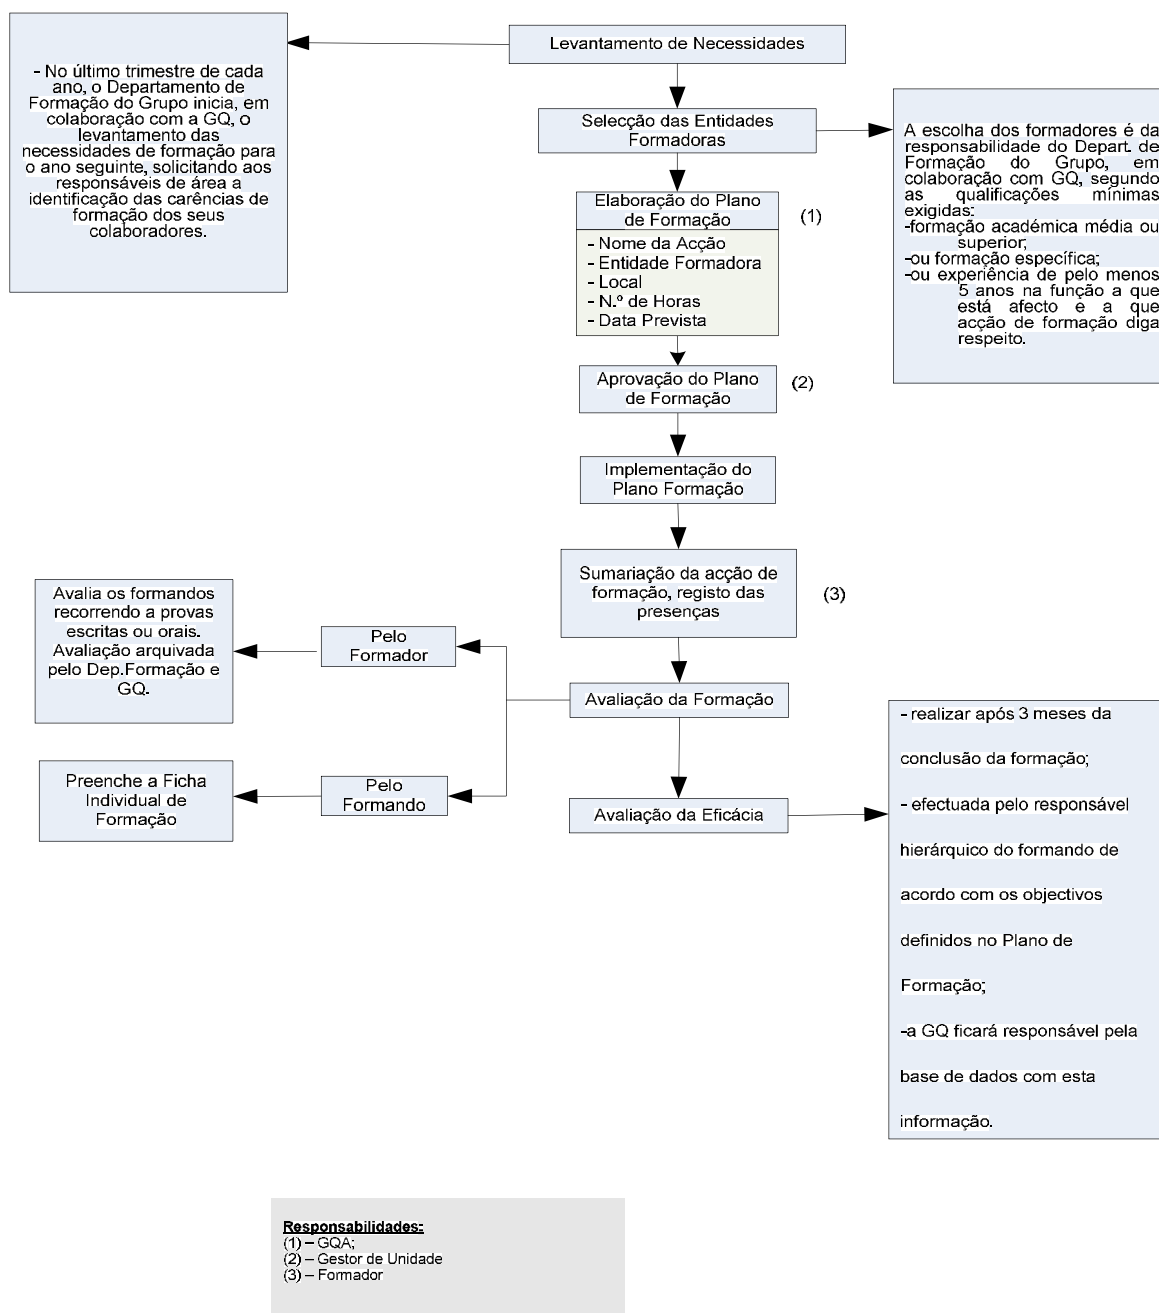 Levantamento de Necessidades
- No último trimestre de cada
ano, o Departamento de
Formação do Grupo inicia, em
colaboração com a GQ, o
levantamento das
necessidades de formação para
o ano seguinte, solicitando aos
responsáveis de área a
identificação das carências de
formação dos seus
colaboradores.
Selecção das Entidades
Formadoras
A escolha dos formadores é da
responsabilidade do Depart. de
Formação do Grupo, em
colaboração com GQ, segundo
as qualificações mínimas
exigidas:
-formação académica média ou
superior;
-ou formação específica;
-ou experiência de pelo menos
5 anos na função a que
está afecto e a que
acção de formação diga
respeito.
Elaboração do Plano
de Formação
(1)
- Nome da Acção
- Entidade Formadora
- Local
- N.º de Horas
- Data Prevista
Aprovação do Plano
de Formação
(2)
Implementação do
Plano Formação
Sumariação da acção de
formação, registo das
presenças
(3)
Avaliação da Formação
Pelo
Formador
Avalia os formandos
recorrendo a provas
escritas ou orais.
Avaliação arquivada
pelo Dep.Formação e
GQ.
Pelo
Formando
Preenche a Ficha
Individual de
Formação
Avaliação da Eficácia
- realizar após 3 meses da
conclusão da formação;
- efectuada pelo responsável
hierárquico do formando de
acordo com os objectivos
definidos no Plano de
Formação;
-a GQ ficará responsável pela
base de dados com esta
informação.
Responsabilidades:
(1) – GQA;
(2) – Gestor de Unidade
(3) – Formador